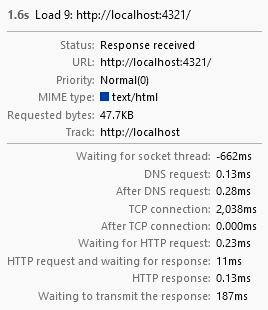 1.6s Load 9: http://localhost:4321/
Status: Response received
URL: http://localhost:4321/
Priority: Normal(0)
MIME type: text/html
Requested bytes: 47.7KB
Track: http://localhost
Waiting for socket thread: -662ms
DNS request: 0.13ms
After DNS request: 0.28ms
TCP connection: 2,038ms
After TCP connection: 0.000ms
Waiting for HTTP request: 0.23ms
HTTP request and waiting for response: 11ms
HTTP response: 0.13ms
Waiting to transmit the response: 187ms